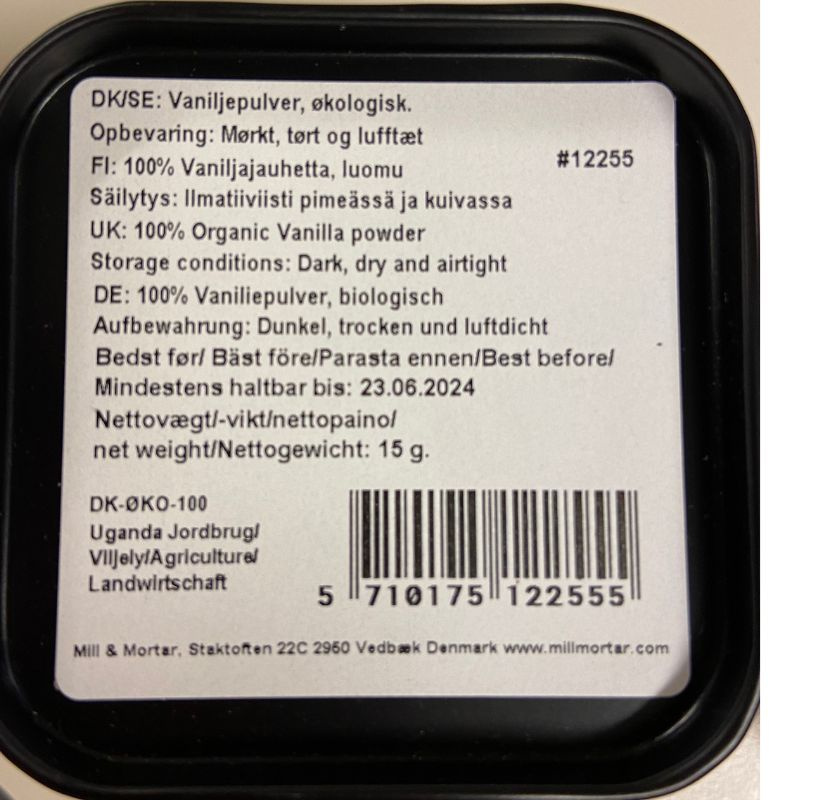 DK/SE: Vaniljepulver, økologisk.
Opbevaring: Mørkt, tørt og lufttæt
#12255
FI: 100% Vaniljajauhetta, luomu
Säilytys: Ilmatiiviisti pimeässä ja kuivassa
UK: 100% Organic Vanilla powder
Storage conditions: Dark, dry and airtight
DE: 100% Vaniliepulver, biologisch
Aufbewahrung: Dunkel, trocken und luftdicht
Bedst før/ Bäst före/Parasta ennen/Best before/
Mindestens haltbar bis: 23.06.2024
Nettovægt/-vikt/nettopaino/
net weight/Nettogewicht: 15 g.
DK-ØKO-100
Uganda Jordbrug/
Viljely/Agriculture/
Landwirtschaft
5 710175 122555
Mill & Mortar, Staktoften 22C 2950 Vedbæk Denmark www.millmortar.com